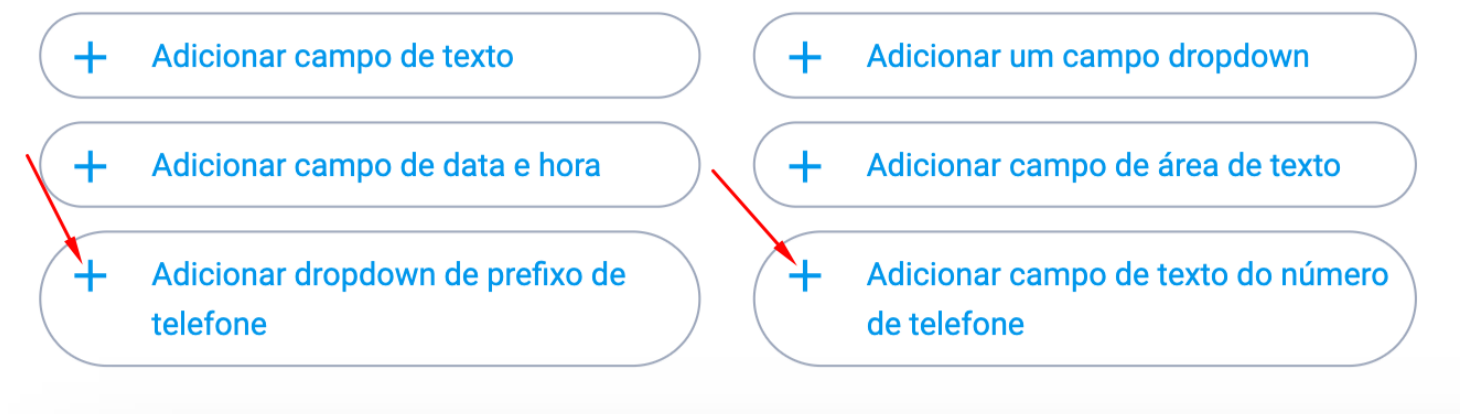 + Adicionar campo de texto
+ Adicionar um campo dropdown
+ Adicionar campo de data e hora
+ Adicionar campo de área de texto
+ Adicionar dropdown de prefixo de
telefone
+ Adicionar campo de texto do número
de telefone